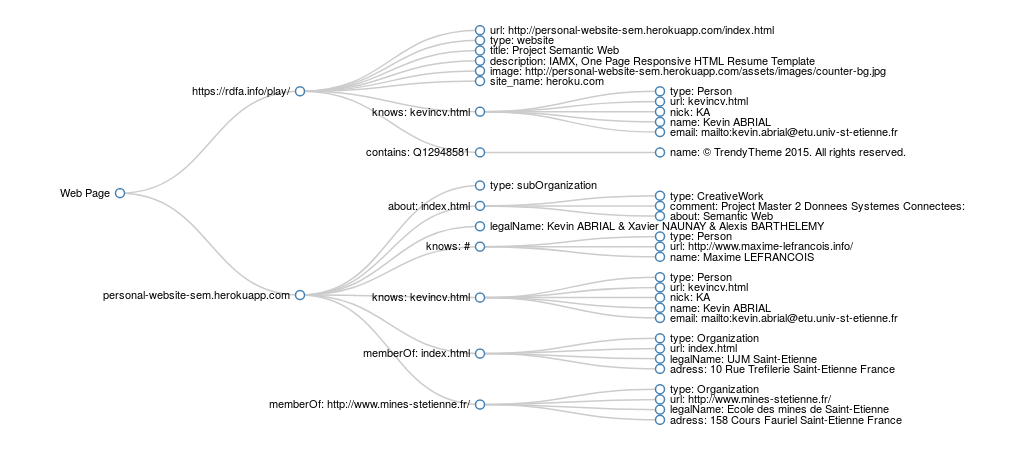 url: http://personal-website-sem.herokuapp.com/index.html
type: website
title: Project Semantic Web
description: IAMX, One Page Responsive HTML Resume Template
image: http://personal-website-sem.herokuapp.com/assets/images/counter-bg.jpg
site_name: heroku.com
https://rdfa.info/play/
type: Person
url: kevincv.html
knows: kevincv.html
nick: KA
name: Kevin ABRIAL
email: mailto:kevin.abrial@etu.univ-st-etienne.fr
contains: Q12948581
name: © TrendyTheme 2015. All rights reserved.
Web Page
type: subOrganization
type: CreativeWork
about: index.html
comment: Project Master 2 Donnees Systemes Connectees:
about: Semantic Web
legalName: Kevin ABRIAL & Xavier NAUNAY & Alexis BARTHELEMY
type: Person
knows: #
url: http://www.maxime-lefrancois.info/
name: Maxime LEFRANCOIS
personal-website-sem.herokuapp.com
type: Person
url: kevincv.html
knows: kevincv.html
nick: KA
name: Kevin ABRIAL
email: mailto:kevin.abrial@etu.univ-st-etienne.fr
type: Organization
url: index.html
memberOf: index.html
legalName: UJM Saint-Etienne
adress: 10 Rue Trefilerie Saint-Etienne France
type: Organization
url: http://www.mines-stetienne.fr/
memberOf: http://www.mines-stetienne.fr/
legalName: Ecole des mines de Saint-Etienne
adress: 158 Cours Fauriel Saint-Etienne France